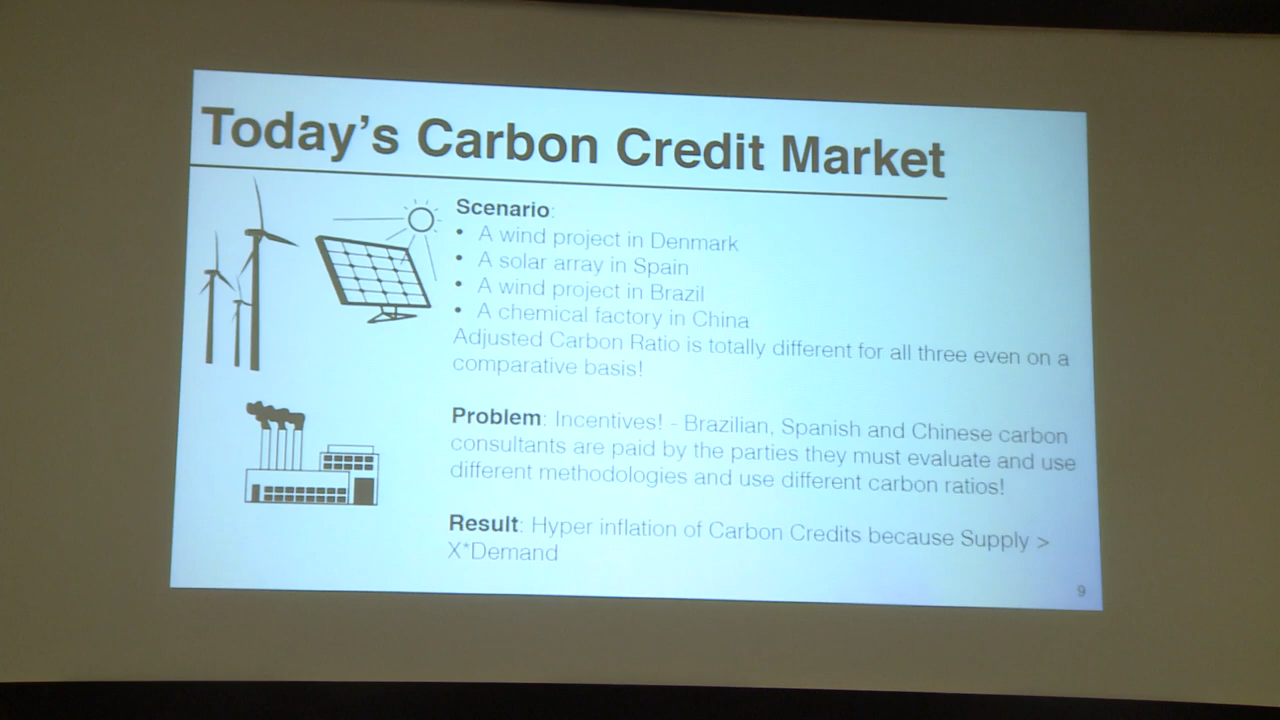 Today's Carbon Credit Market
Scenario:
• A wind project in Denmark
• A solar array in Spain
• A wind project in Brazil
• A chemical factory in China
Adjusted Carbon Ratio is totally different for all three even on a
comparative basis!
Problem: Incentives! - Brazilian, Spanish and Chinese carbon
consultants are paid by the parties they must evaluate and use
different methodologies and use different carbon ratios!
Result: Hyper inflation of Carbon Credits because Supply >
X*Demand
9